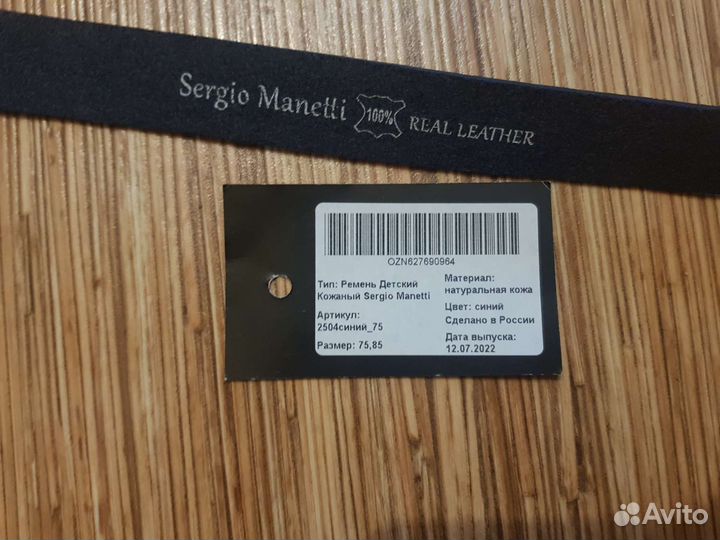 Sergio Manetti 100% REAL LEATHER
OZN627690964
Тип: Ремень Детский
Кожаный Sergio Manetti
Артикул:
2504синий_75
Размер: 75,85
Материал:
натуральная кожа
Цвет: синий
Сделано в России
Дата выпуска:
12.07.2022
Avito